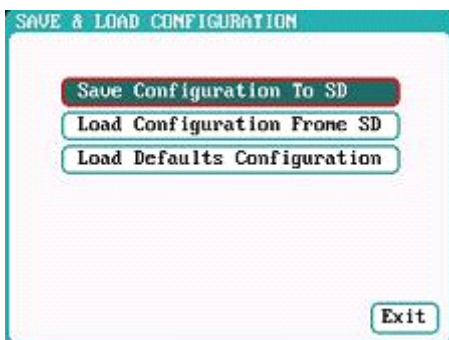 SAVE & LOAD CONFIGURATION
Save Configuration To SD
Load Configuration Frome SD
Load Defaults Configuration
Exit